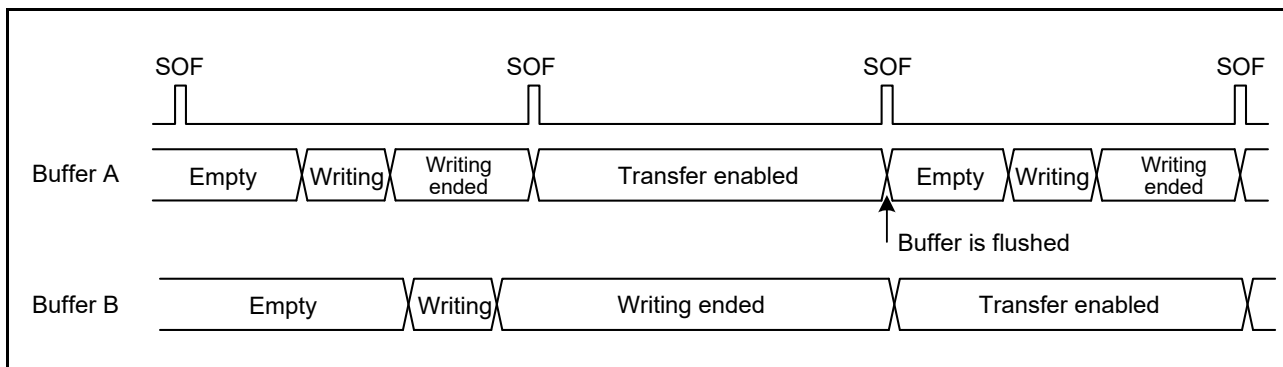 SOF SOF SOF SOF
Buffer A Empty Writing Writing ended Transfer enabled Empty Writing Writing ended
Buffer is flushed
Buffer B Empty Writing Writing ended Transfer enabled